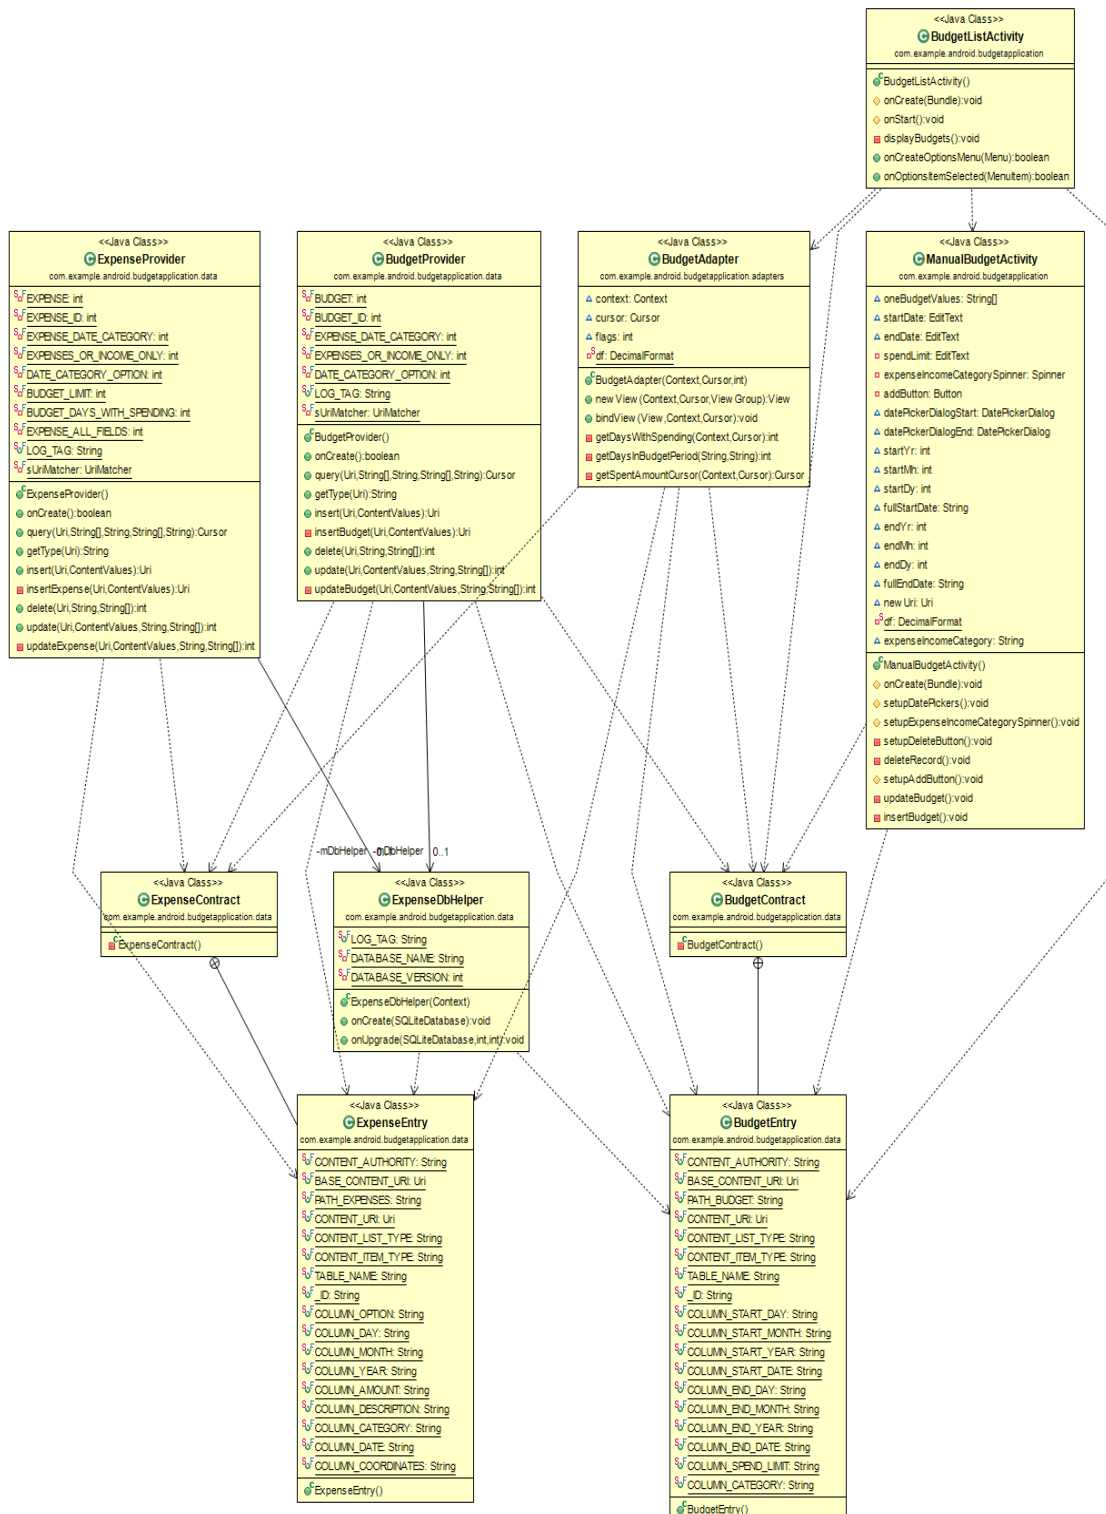 <<Java Class>>
BudgetListActivity
com.example.android.budgetapplication
BudgetListActivity()
onCreate(Bundle):void
onStart():void
displayBudgets():void
onCreateOptionsMenu(Menu):boolean
onOptionsItemSelected(MenuItem):boolean
<<Java Class>>
ExpenseProvider
com.example.android.budgetapplication.data
EXPENSE: int
EXPENSE_ID: int
EXPENSE_DATE_CATEGORY: int
EXPENSES_OR_INCOME_ONLY: int
DATE_CATEGORY_OPTION: int
BUDGET_LIMIT: int
BUDGET_DAYS_WITH_SPENDING: int
EXPENSE_ALL_FIELDS: int
LOG_TAG: String
sUriMatcher: UriMatcher
ExpenseProvider()
onCreate():boolean
query(Uri,String[],String,String[],String):Cursor
getType(Uri):String
insert(Uri,ContentValues):Uri
insertExpense(Uri,ContentValues):Uri
delete(Uri,String,String[]):int
update(Uri,ContentValues,String,String[]):int
updateExpense(Uri,ContentValues,String,String[]):int
<<Java Class>>
BudgetProvider
com.example.android.budgetapplication.data
BUDGET: int
BUDGET_ID: int
EXPENSE_DATE_CATEGORY: int
EXPENSES_OR_INCOME_ONLY: int
DATE_CATEGORY_OPTION: int
LOG_TAG: String
sUriMatcher: UriMatcher
BudgetProvider()
onCreate():boolean
query(Uri,String[],String,String[],String):Cursor
getType(Uri):String
insert(Uri,ContentValues):Uri
insertBudget(Uri,ContentValues):Uri
delete(Uri,String,String[]):int
update(Uri,ContentValues,String,String[]):int
updateBudget(Uri,ContentValues,String,String[]):int
<<Java Class>>
BudgetAdapter
com.example.android.budgetapplication.adapters
context: Context
cursor: Cursor
flags: int
df: DecimalFormat
BudgetAdapter(Context,Cursor,int)
newView(Context,Cursor,ViewGroup):View
bindView(View,Context,Cursor):void
getDaysWithSpending(Context,Cursor):int
getDaysInBudgetPeriod(String,String):int
getSpentAmountCursor(Context,Cursor):Cursor
<<Java Class>>
ManualBudgetActivity
com.example.android.budgetapplication
oneBudgetValues: String[]
startDate: EditText
endDate: EditText
spendLimit: EditText
expenseIncomeCategorySpinner: Spinner
addButton: Button
datePickerDialogStart: DatePickerDialog
datePickerDialogEnd: DatePickerDialog
startYr: int
startMh: int
startDy: int
fullStartDate: String
endYr: int
endMh: int
endDy: int
fullEndDate: String
newUri: Uri
df: DecimalFormat
expenseIncomeCategory: String
ManualBudgetActivity()
onCreate(Bundle):void
setupDatePickers():void
setupExpenseIncomeCategorySpinner():void
setupDeleteButton():void
deleteRecord():void
setupAddButton():void
updateBudget():void
insertBudget():void
-mDbHelper
-mDbHelper
0..1
<<Java Class>>
ExpenseContract
com.example.android.budgetapplication.data
ExpenseContract()
<<Java Class>>
ExpenseDbHelper
com.example.android.budgetapplication.data
LOG_TAG: String
DATABASE_NAME: String
DATABASE_VERSION: int
ExpenseDbHelper(Context)
onCreate(SQLiteDatabase):void
onUpgrade(SQLiteDatabase,int,int):void
<<Java Class>>
BudgetContract
com.example.android.budgetapplication.data
BudgetContract()
<<Java Class>>
ExpenseEntry
com.example.android.budgetapplication.data
CONTENT_AUTHORITY: String
BASE_CONTENT_URI: Uri
PATH_EXPENSES: String
CONTENT_URI: Uri
CONTENT_LIST_TYPE: String
CONTENT_ITEM_TYPE: String
TABLE_NAME: String
_ID: String
COLUMN_OPTION: String
COLUMN_DAY: String
COLUMN_MONTH: String
COLUMN_YEAR: String
COLUMN_AMOUNT: String
COLUMN_DESCRIPTION: String
COLUMN_CATEGORY: String
COLUMN_DATE: String
COLUMN_COORDINATES: String
ExpenseEntry()
<<Java Class>>
BudgetEntry
com.example.android.budgetapplication.data
CONTENT_AUTHORITY: String
BASE_CONTENT_URI: Uri
PATH_BUDGET: String
CONTENT_URI: Uri
CONTENT_LIST_TYPE: String
CONTENT_ITEM_TYPE: String
TABLE_NAME: String
_ID: String
COLUMN_START_DAY: String
COLUMN_START_MONTH: String
COLUMN_START_YEAR: String
COLUMN_START_DATE: String
COLUMN_END_DAY: String
COLUMN_END_MONTH: String
COLUMN_END_YEAR: String
COLUMN_END_DATE: String
COLUMN_SPEND_LIMIT: String
COLUMN_CATEGORY: String
BudgetEntry()